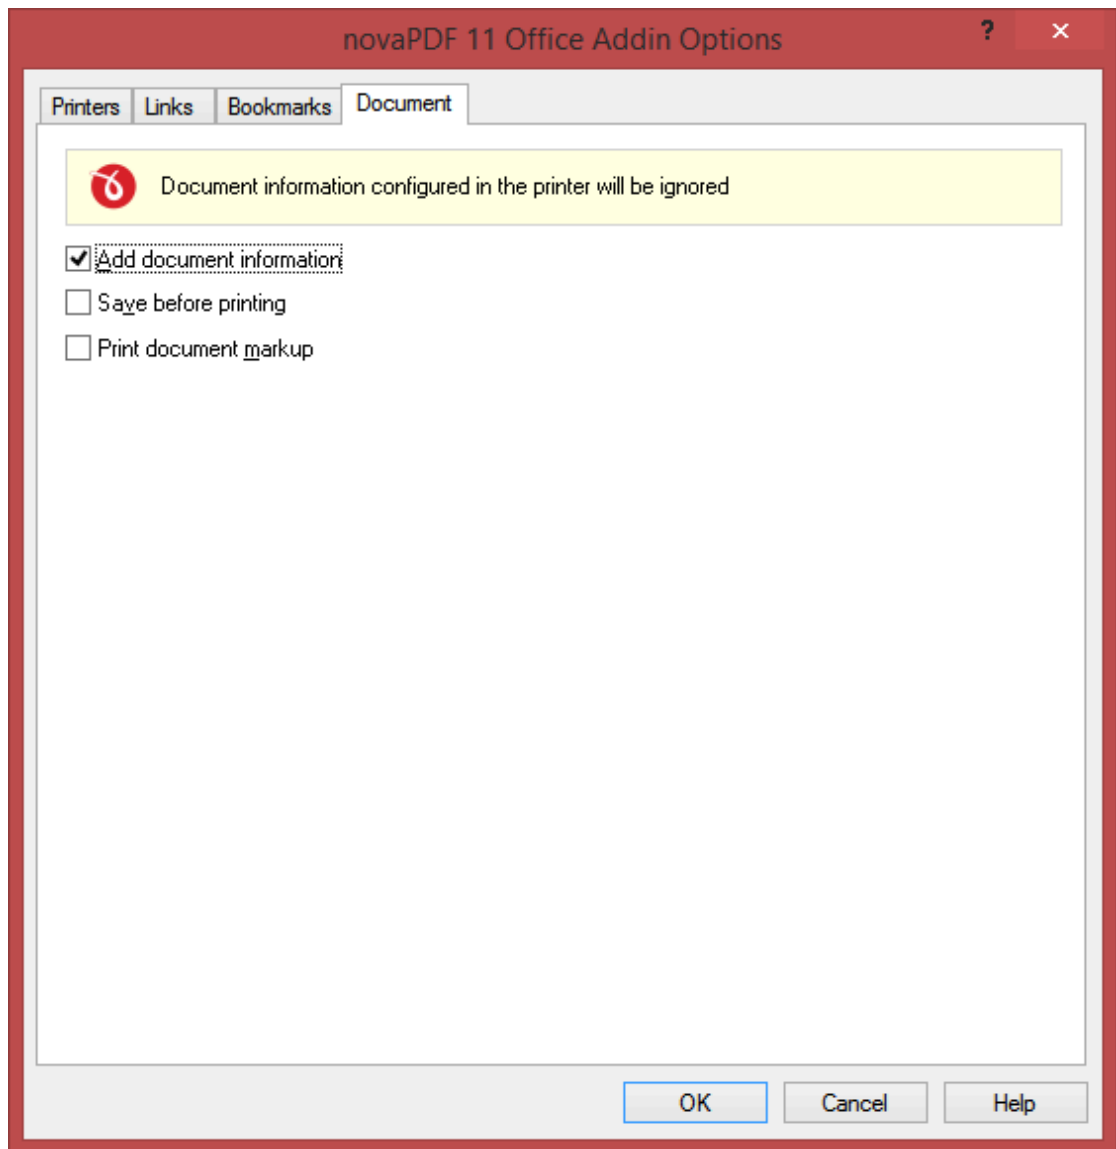 novaPDF 11 Office Addin Options
?
×
Printers Links Bookmarks Document
Document information configured in the printer will be ignored
Add document information
Save before printing
Print document markup
OK Cancel Help